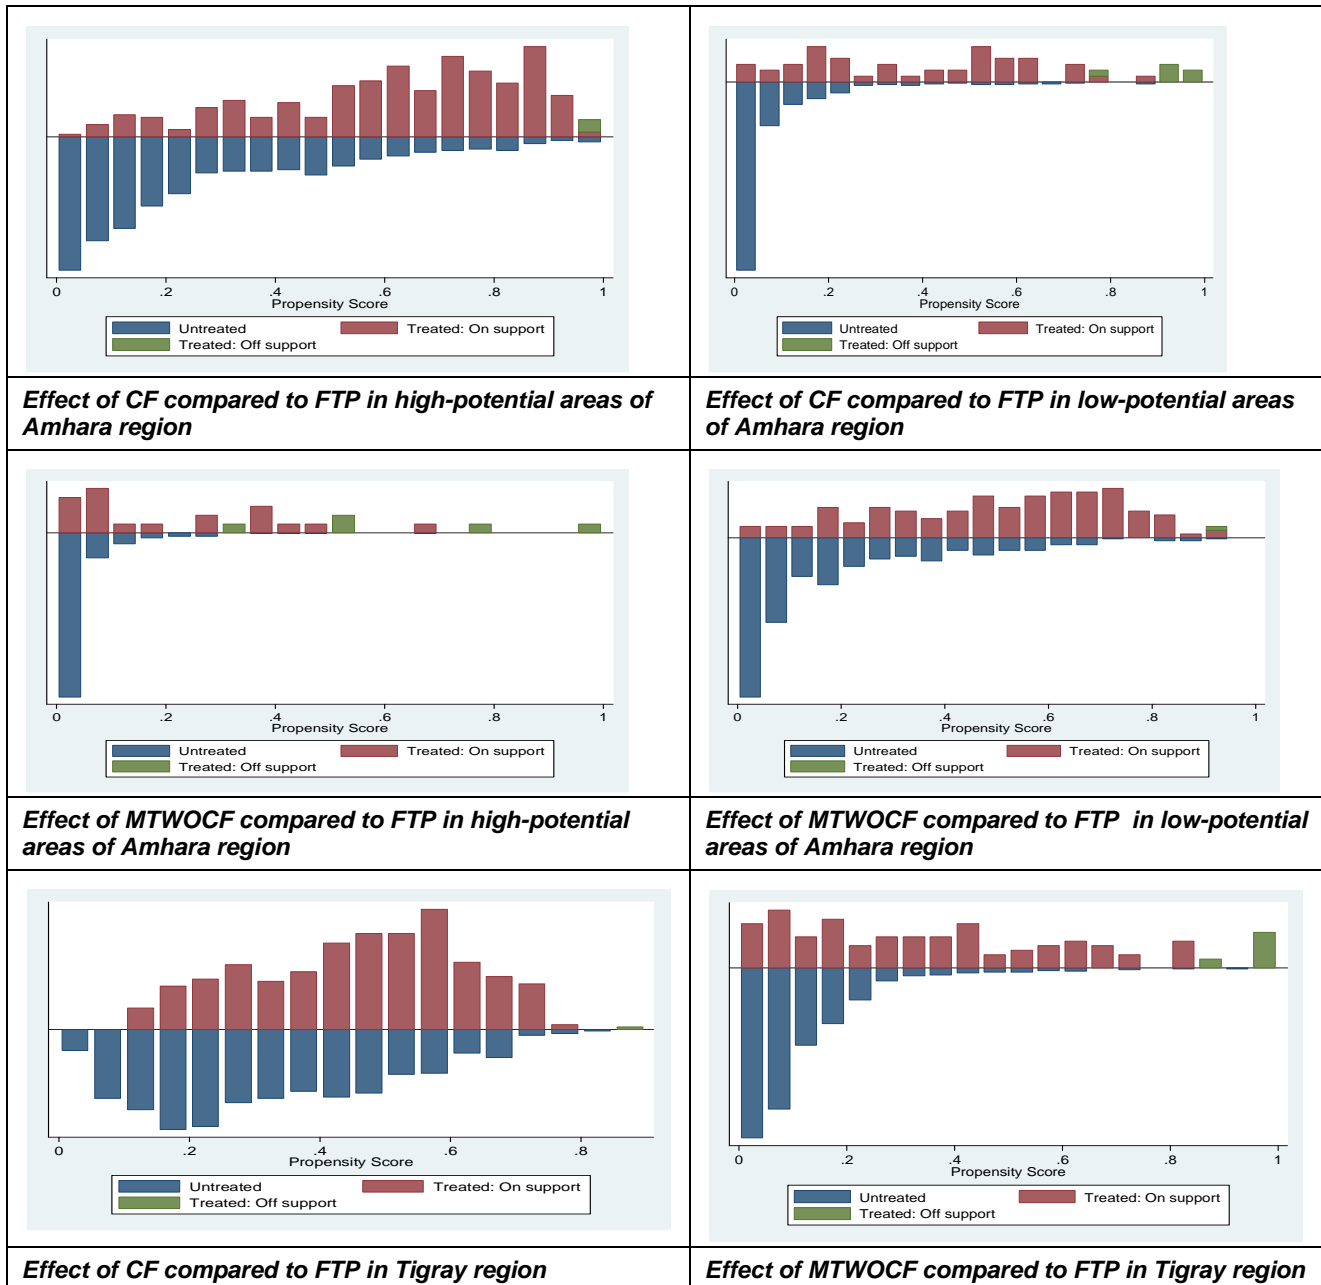 0 .2 .4 .6 .8 1
Propensity Score
Untreated Treated: On support
Treated: Off support
0 .2 .4 .6 .8 1
Propensity Score
Untreated Treated: On support
Treated: Off support
Effect of CF compared to FTP in high-potential areas of
Amhara region
Effect of CF compared to FTP in low-potential areas
of Amhara region
0 .2 .4 .6 .8 1
Propensity Score
Untreated Treated: On support
Treated: Off support
0 .2 .4 .6 .8 1
Propensity Score
Untreated Treated: On support
Treated: Off support
Effect of MTWOCF compared to FTP in high-potential
areas of Amhara region
Effect of MTWOCF compared to FTP in low-potential
areas of Amhara region
0 .2 .4 .6 .8
Propensity Score
Untreated Treated: On support
Treated: Off support
0 .2 .4 .6 .8 1
Propensity Score
Untreated Treated: On support
Treated: Off support
Effect of CF compared to FTP in Tigray region
Effect of MTWOCF compared to FTP in Tigray region